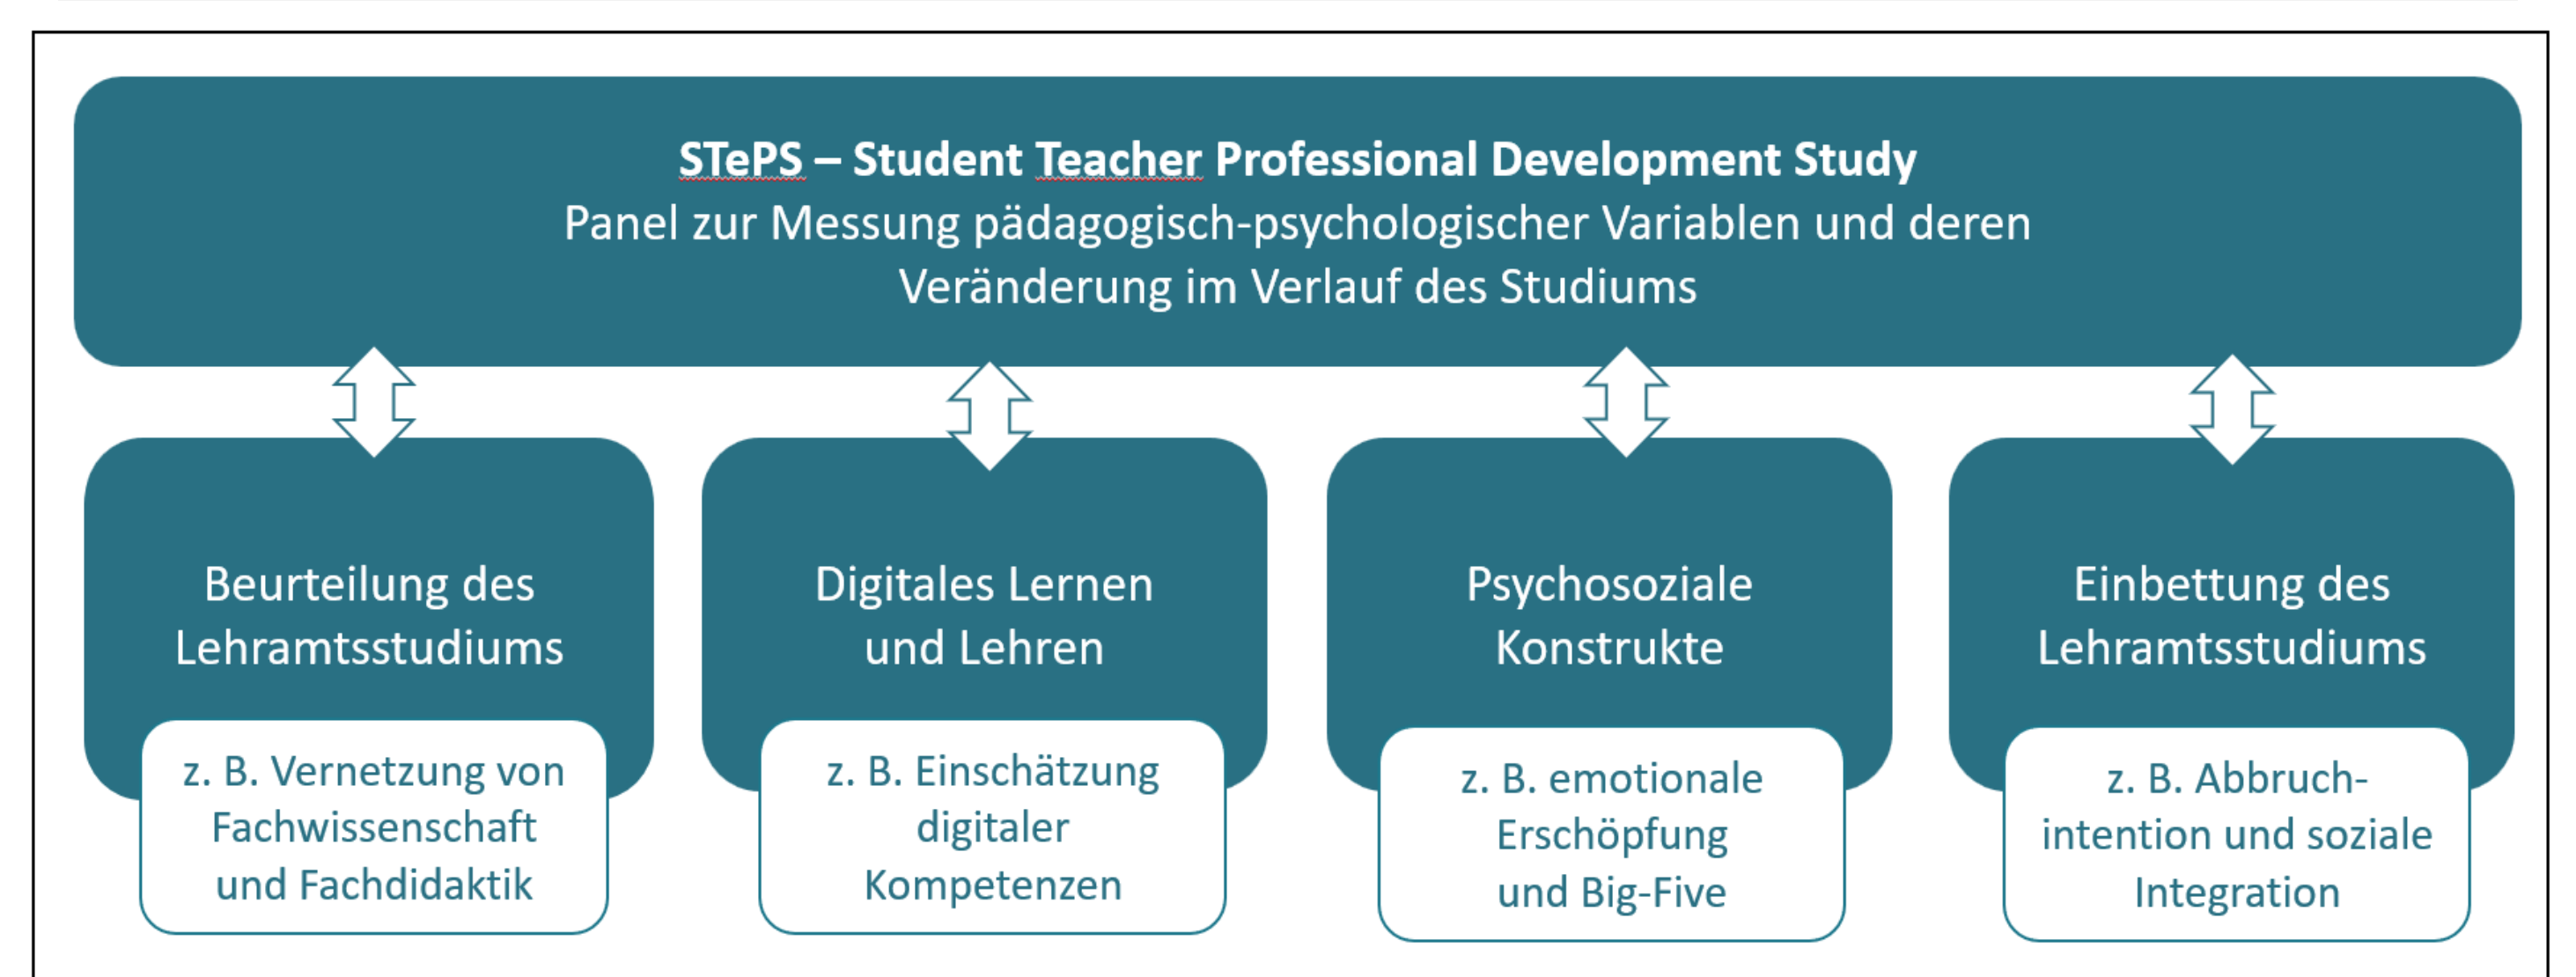 STePS – Student Teacher Professional Development Study
Panel zur Messung pädagogisch-psychologischer Variablen und deren
Veränderung im Verlauf des Studiums
Beurteilung des
Lehramtsstudiums
z. B. Vernetzung von
Fachwissenschaft
und Fachdidaktik
Digitales Lernen
und Lehren
z. B. Einschätzung
digitaler
Kompetenzen
Psychosoziale
Konstrukte
z. B. emotionale
Erschöpfung
und Big-Five
Einbettung des
Lehramtsstudiums
z. B. Abbruch-
intention und soziale
Integration